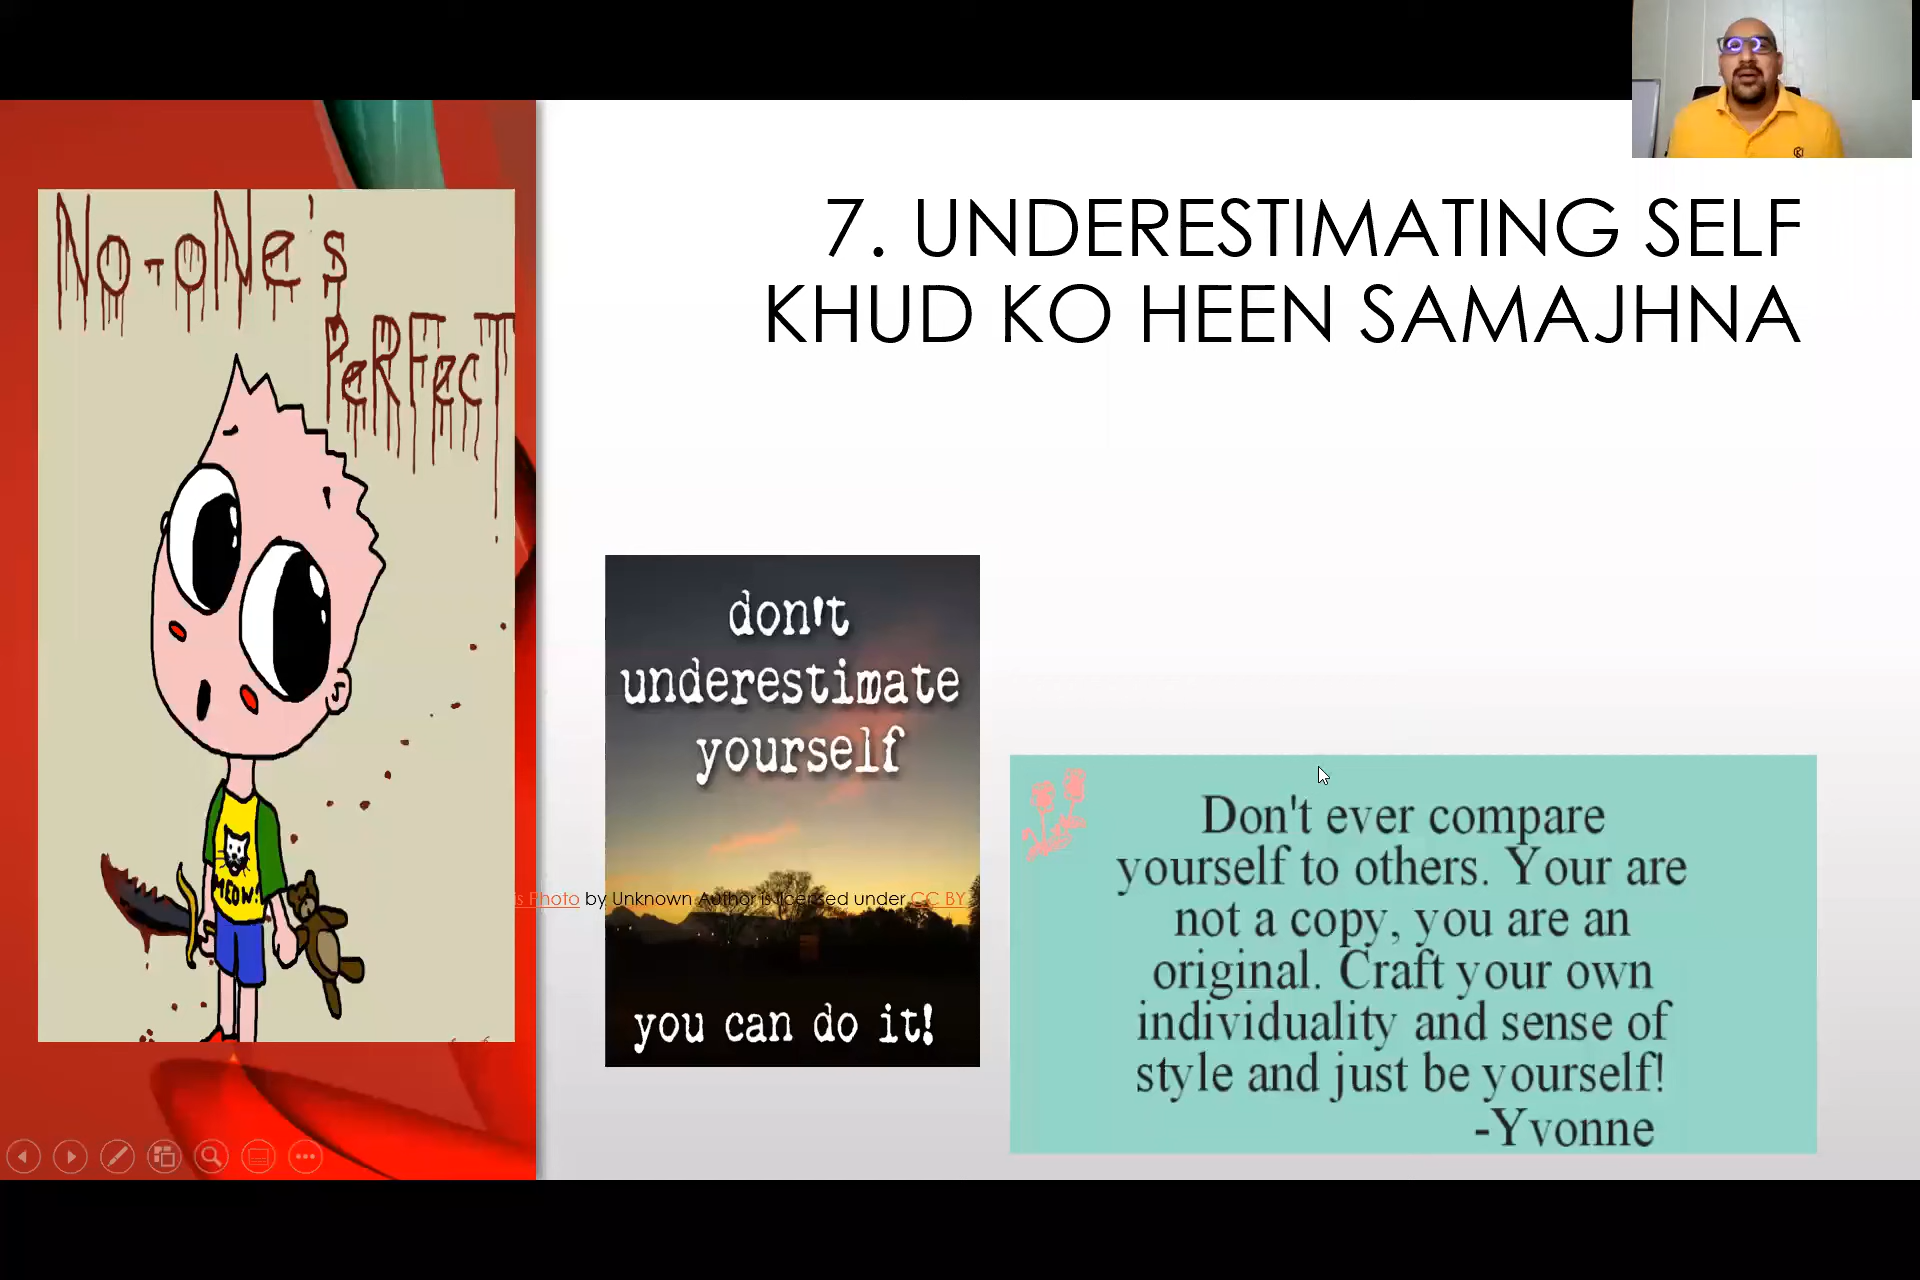 No-oNe's
PeRFecT
7. UNDERESTIMATING SELF
KHUD KO HEEN SAMAJHNA
MEOW!
don't
underestimate
yourself
you can do it!
s Photo by Unknown Author is licensed under CC BY
Don't ever compare
yourself to others. Your are
not a copy, you are an
original. Craft your own
individuality and sense of
style and just be yourself!
-Yvonne